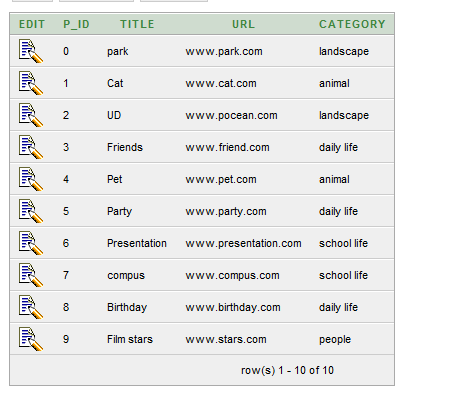 EDIT P_ID TITLE URL CATEGORY
0 park www.park.com landscape
1 Cat www.cat.com animal
2 UD www.pocean.com landscape
3 Friends www.friend.com daily life
4 Pet www.pet.com animal
5 Party www.party.com daily life
6 Presentation www.presentation.com school life
7 compus www.compus.com school life
8 Birthday www.birthday.com daily life
9 Film stars www.stars.com people
row(s) 1 - 10 of 10